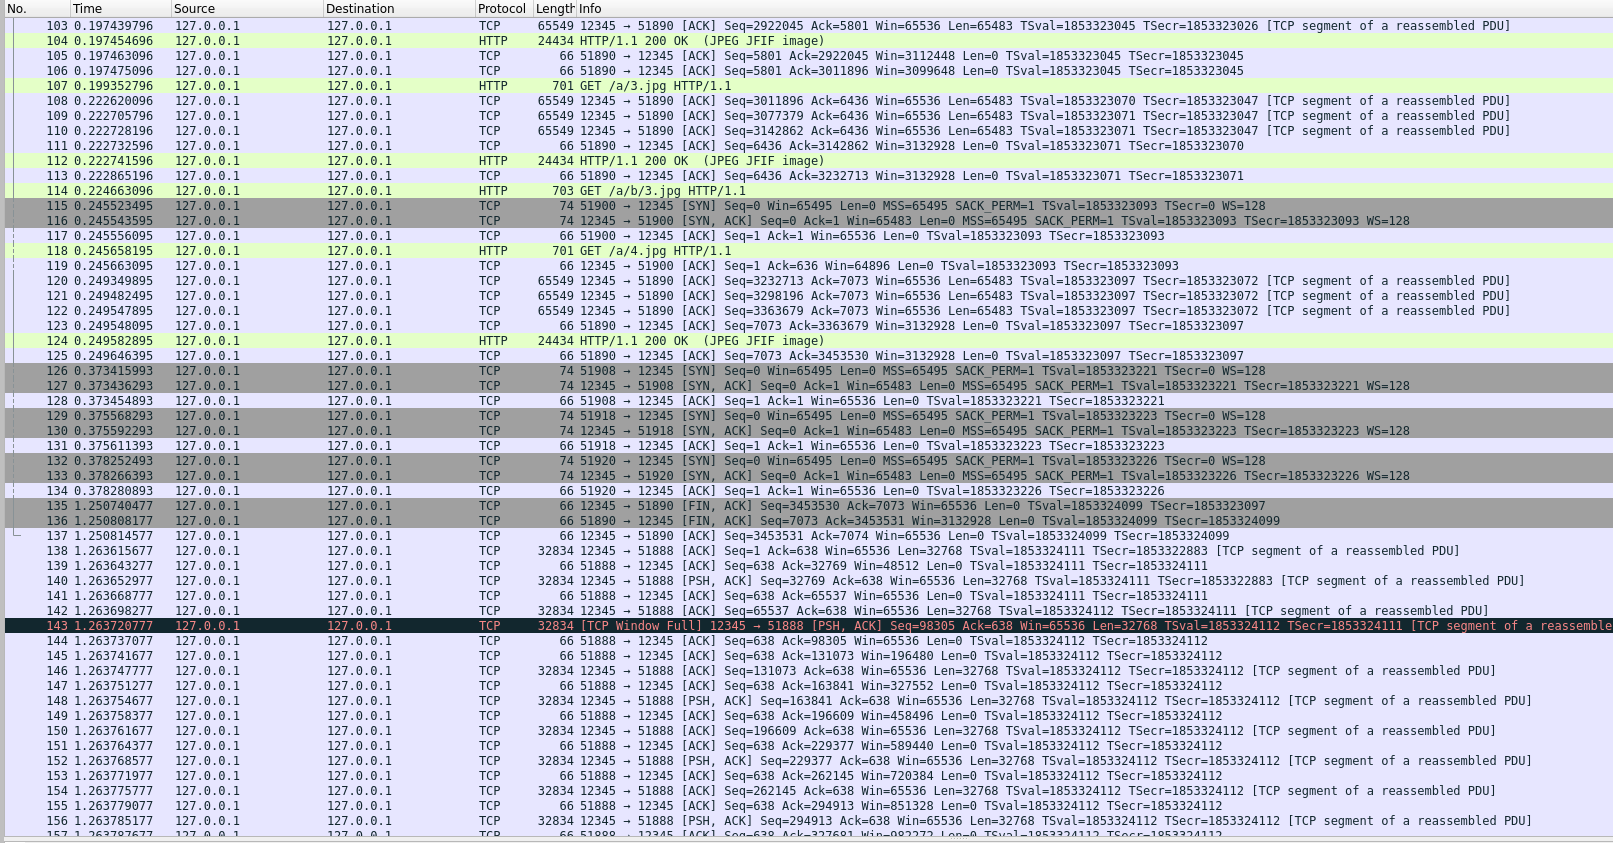 No. Time Source Destination Protocol Length Info
103 0.197439796 127.0.0.1 127.0.0.1 TCP 65549 12345 → 51890 [ACK] Seq=2922045 Ack=5801 Win=65536 Len=65483 TSval=1853323045 TSecr=1853323026 [TCP segment of a reassembled PDU]
104 0.197454696 127.0.0.1 127.0.0.1 HTTP 24434 HTTP/1.1 200 OK (JPEG JFIF image)
105 0.197463096 127.0.0.1 127.0.0.1 TCP 66 51890 → 12345 [ACK] Seq=5801 Ack=2922045 Win=3112448 Len=0 TSval=1853323045 TSecr=1853323045
106 0.197475096 127.0.0.1 127.0.0.1 TCP 66 51890 → 12345 [ACK] Seq=5801 Ack=3011896 Win=3099648 Len=0 TSval=1853323045 TSecr=1853323045
107 0.199352796 127.0.0.1 127.0.0.1 HTTP 701 GET /a/3.jpg HTTP/1.1
108 0.222620096 127.0.0.1 127.0.0.1 TCP 65549 12345 → 51890 [ACK] Seq=3011896 Ack=6436 Win=65536 Len=65483 TSval=1853323070 TSecr=1853323047 [TCP segment of a reassembled PDU]
109 0.222705796 127.0.0.1 127.0.0.1 TCP 65549 12345 → 51890 [ACK] Seq=3077379 Ack=6436 Win=65536 Len=65483 TSval=1853323071 TSecr=1853323047 [TCP segment of a reassembled PDU]
110 0.222728196 127.0.0.1 127.0.0.1 TCP 65549 12345 → 51890 [ACK] Seq=3142862 Ack=6436 Win=65536 Len=65483 TSval=1853323071 TSecr=1853323047 [TCP segment of a reassembled PDU]
111 0.222732596 127.0.0.1 127.0.0.1 TCP 66 51890 → 12345 [ACK] Seq=6436 Ack=3142862 Win=3132928 Len=0 TSval=1853323071 TSecr=1853323070
112 0.222741596 127.0.0.1 127.0.0.1 HTTP 24434 HTTP/1.1 200 OK (JPEG JFIF image)
113 0.222865196 127.0.0.1 127.0.0.1 TCP 66 51890 → 12345 [ACK] Seq=6436 Ack=3232713 Win=3132928 Len=0 TSval=1853323071 TSecr=1853323071
114 0.224663096 127.0.0.1 127.0.0.1 HTTP 703 GET /a/b/3.jpg HTTP/1.1
115 0.245523495 127.0.0.1 127.0.0.1 TCP 74 51900 → 12345 [SYN] Seq=0 Win=65495 Len=0 MSS=65495 SACK_PERM=1 TSval=1853323093 TSecr=0 WS=128
116 0.245543595 127.0.0.1 127.0.0.1 TCP 74 12345 → 51900 [SYN, ACK] Seq=0 Ack=1 Win=65483 Len=0 MSS=65495 SACK_PERM=1 TSval=1853323093 TSecr=1853323093 WS=128
117 0.245556095 127.0.0.1 127.0.0.1 TCP 66 51900 → 12345 [ACK] Seq=1 Ack=1 Win=65536 Len=0 TSval=1853323093 TSecr=1853323093
118 0.245658195 127.0.0.1 127.0.0.1 HTTP 701 GET /a/4.jpg HTTP/1.1
119 0.245663095 127.0.0.1 127.0.0.1 TCP 66 12345 → 51900 [ACK] Seq=1 Ack=636 Win=64896 Len=0 TSval=1853323093 TSecr=1853323093
120 0.249349895 127.0.0.1 127.0.0.1 TCP 65549 12345 → 51890 [ACK] Seq=3232713 Ack=7073 Win=65536 Len=65483 TSval=1853323097 TSecr=1853323072 [TCP segment of a reassembled PDU]
121 0.249482495 127.0.0.1 127.0.0.1 TCP 65549 12345 → 51890 [ACK] Seq=3298196 Ack=7073 Win=65536 Len=65483 TSval=1853323097 TSecr=1853323072 [TCP segment of a reassembled PDU]
122 0.249547895 127.0.0.1 127.0.0.1 TCP 65549 12345 → 51890 [ACK] Seq=3363679 Ack=7073 Win=65536 Len=65483 TSval=1853323097 TSecr=1853323072 [TCP segment of a reassembled PDU]
123 0.249548095 127.0.0.1 127.0.0.1 TCP 66 51890 → 12345 [ACK] Seq=7073 Ack=3363679 Win=3132928 Len=0 TSval=1853323097 TSecr=1853323097
124 0.249582895 127.0.0.1 127.0.0.1 HTTP 24434 HTTP/1.1 200 OK (JPEG JFIF image)
125 0.249646395 127.0.0.1 127.0.0.1 TCP 66 51890 → 12345 [ACK] Seq=7073 Ack=3453530 Win=3132928 Len=0 TSval=1853323097 TSecr=1853323097
126 0.373415993 127.0.0.1 127.0.0.1 TCP 74 51908 → 12345 [SYN] Seq=0 Win=65495 Len=0 MSS=65495 SACK_PERM=1 TSval=1853323221 TSecr=0 WS=128
127 0.373436293 127.0.0.1 127.0.0.1 TCP 74 12345 → 51908 [SYN, ACK] Seq=0 Ack=1 Win=65483 Len=0 MSS=65495 SACK_PERM=1 TSval=1853323221 TSecr=1853323221 WS=128
128 0.373454893 127.0.0.1 127.0.0.1 TCP 66 51908 → 12345 [ACK] Seq=1 Ack=1 Win=65536 Len=0 TSval=1853323221 TSecr=1853323221
129 0.375568293 127.0.0.1 127.0.0.1 TCP 74 51918 → 12345 [SYN] Seq=0 Win=65495 Len=0 MSS=65495 SACK_PERM=1 TSval=1853323223 TSecr=0 WS=128
130 0.375592293 127.0.0.1 127.0.0.1 TCP 74 12345 → 51918 [SYN, ACK] Seq=0 Ack=1 Win=65483 Len=0 MSS=65495 SACK_PERM=1 TSval=1853323223 TSecr=1853323223 WS=128
131 0.375611393 127.0.0.1 127.0.0.1 TCP 66 51918 → 12345 [ACK] Seq=1 Ack=1 Win=65536 Len=0 TSval=1853323223 TSecr=1853323223
132 0.378252493 127.0.0.1 127.0.0.1 TCP 74 51920 → 12345 [SYN] Seq=0 Win=65495 Len=0 MSS=65495 SACK_PERM=1 TSval=1853323226 TSecr=0 WS=128
133 0.378266393 127.0.0.1 127.0.0.1 TCP 74 12345 → 51920 [SYN, ACK] Seq=0 Ack=1 Win=65483 Len=0 MSS=65495 SACK_PERM=1 TSval=1853323226 TSecr=1853323226 WS=128
134 0.378280893 127.0.0.1 127.0.0.1 TCP 66 51920 → 12345 [ACK] Seq=1 Ack=1 Win=65536 Len=0 TSval=1853323226 TSecr=1853323226
135 1.250740477 127.0.0.1 127.0.0.1 TCP 66 12345 → 51890 [FIN, ACK] Seq=3453530 Ack=7073 Win=65536 Len=0 TSval=1853324099 TSecr=1853323097
136 1.250808177 127.0.0.1 127.0.0.1 TCP 66 51890 → 12345 [FIN, ACK] Seq=7073 Ack=3453531 Win=3132928 Len=0 TSval=1853324099 TSecr=1853324099
137 1.250814577 127.0.0.1 127.0.0.1 TCP 66 12345 → 51890 [ACK] Seq=3453531 Ack=7074 Win=65536 Len=0 TSval=1853324099 TSecr=1853324099
138 1.263615677 127.0.0.1 127.0.0.1 TCP 32834 12345 → 51888 [ACK] Seq=1 Ack=638 Win=65536 Len=32768 TSval=1853324111 TSecr=1853322883 [TCP segment of a reassembled PDU]
139 1.263643277 127.0.0.1 127.0.0.1 TCP 66 51888 → 12345 [ACK] Seq=638 Ack=32769 Win=48512 Len=0 TSval=1853324111 TSecr=1853324111
140 1.263652977 127.0.0.1 127.0.0.1 TCP 32834 12345 → 51888 [PSH, ACK] Seq=32769 Ack=638 Win=65536 Len=32768 TSval=1853324111 TSecr=1853322883 [TCP segment of a reassembled PDU]
141 1.263668777 127.0.0.1 127.0.0.1 TCP 66 51888 → 12345 [ACK] Seq=638 Ack=65537 Win=65536 Len=0 TSval=1853324111 TSecr=1853324111
142 1.263698277 127.0.0.1 127.0.0.1 TCP 32834 12345 → 51888 [ACK] Seq=65537 Ack=638 Win=65536 Len=32768 TSval=1853324112 TSecr=1853324111 [TCP segment of a reassembled PDU]
143 1.263720777 127.0.0.1 127.0.0.1 TCP 32834 [TCP Window Full] 12345 → 51888 [PSH, ACK] Seq=98305 Ack=638 Win=65536 Len=32768 TSval=1853324112 TSecr=1853324111 [TCP segment of a reassemble
144 1.263737077 127.0.0.1 127.0.0.1 TCP 66 51888 → 12345 [ACK] Seq=638 Ack=98305 Win=65536 Len=0 TSval=1853324112 TSecr=1853324112
145 1.263741677 127.0.0.1 127.0.0.1 TCP 66 51888 → 12345 [ACK] Seq=638 Ack=131073 Win=196480 Len=0 TSval=1853324112 TSecr=1853324112
146 1.263747777 127.0.0.1 127.0.0.1 TCP 32834 12345 → 51888 [ACK] Seq=131073 Ack=638 Win=65536 Len=32768 TSval=1853324112 TSecr=1853324112 [TCP segment of a reassembled PDU]
147 1.263751277 127.0.0.1 127.0.0.1 TCP 66 51888 → 12345 [ACK] Seq=638 Ack=163841 Win=327552 Len=0 TSval=1853324112 TSecr=1853324112
148 1.263754677 127.0.0.1 127.0.0.1 TCP 32834 12345 → 51888 [PSH, ACK] Seq=163841 Ack=638 Win=65536 Len=32768 TSval=1853324112 TSecr=1853324112 [TCP segment of a reassembled PDU]
149 1.263758377 127.0.0.1 127.0.0.1 TCP 66 51888 → 12345 [ACK] Seq=638 Ack=196609 Win=458496 Len=0 TSval=1853324112 TSecr=1853324112
150 1.263761677 127.0.0.1 127.0.0.1 TCP 32834 12345 → 51888 [ACK] Seq=196609 Ack=638 Win=65536 Len=32768 TSval=1853324112 TSecr=1853324112 [TCP segment of a reassembled PDU]
151 1.263764377 127.0.0.1 127.0.0.1 TCP 66 51888 → 12345 [ACK] Seq=638 Ack=229377 Win=589440 Len=0 TSval=1853324112 TSecr=1853324112
152 1.263768577 127.0.0.1 127.0.0.1 TCP 32834 12345 → 51888 [PSH, ACK] Seq=229377 Ack=638 Win=65536 Len=32768 TSval=1853324112 TSecr=1853324112 [TCP segment of a reassembled PDU]
153 1.263771977 127.0.0.1 127.0.0.1 TCP 66 51888 → 12345 [ACK] Seq=638 Ack=262145 Win=720384 Len=0 TSval=1853324112 TSecr=1853324112
154 1.263775777 127.0.0.1 127.0.0.1 TCP 32834 12345 → 51888 [ACK] Seq=262145 Ack=638 Win=65536 Len=32768 TSval=1853324112 TSecr=1853324112 [TCP segment of a reassembled PDU]
155 1.263779077 127.0.0.1 127.0.0.1 TCP 66 51888 → 12345 [ACK] Seq=638 Ack=294913 Win=851328 Len=0 TSval=1853324112 TSecr=1853324112
156 1.263785177 127.0.0.1 127.0.0.1 TCP 32834 12345 → 51888 [PSH, ACK] Seq=294913 Ack=638 Win=65536 Len=32768 TSval=1853324112 TSecr=1853324112 [TCP segment of a reassembled PDU]
157 1.263787677 127.0.0.1 127.0.0.1 TCP 66 51888 → 12345 [ACK] Seq=638 Ack=327681 Win=982272 Len=0 TSval=1853324112 TSecr=1853324112